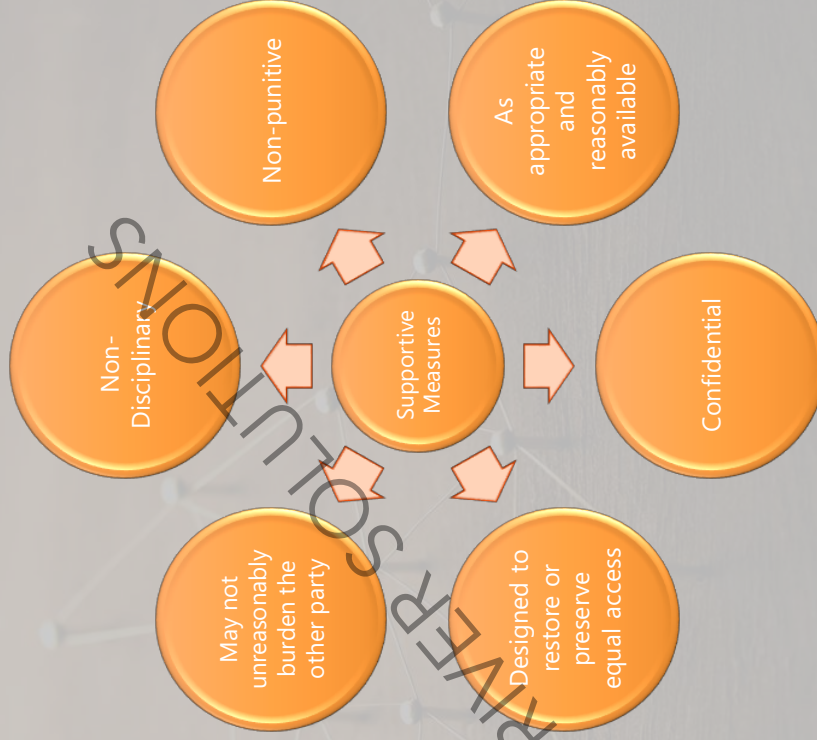 Non-
Disciplinary
Non-punitive
As
appropriate
and
reasonably
available
Confidential
Designed to
restore or
preserve
equal access
May not
unreasonably
burden the
other party
Supportive
Measures
RIVER SOLUTIONS